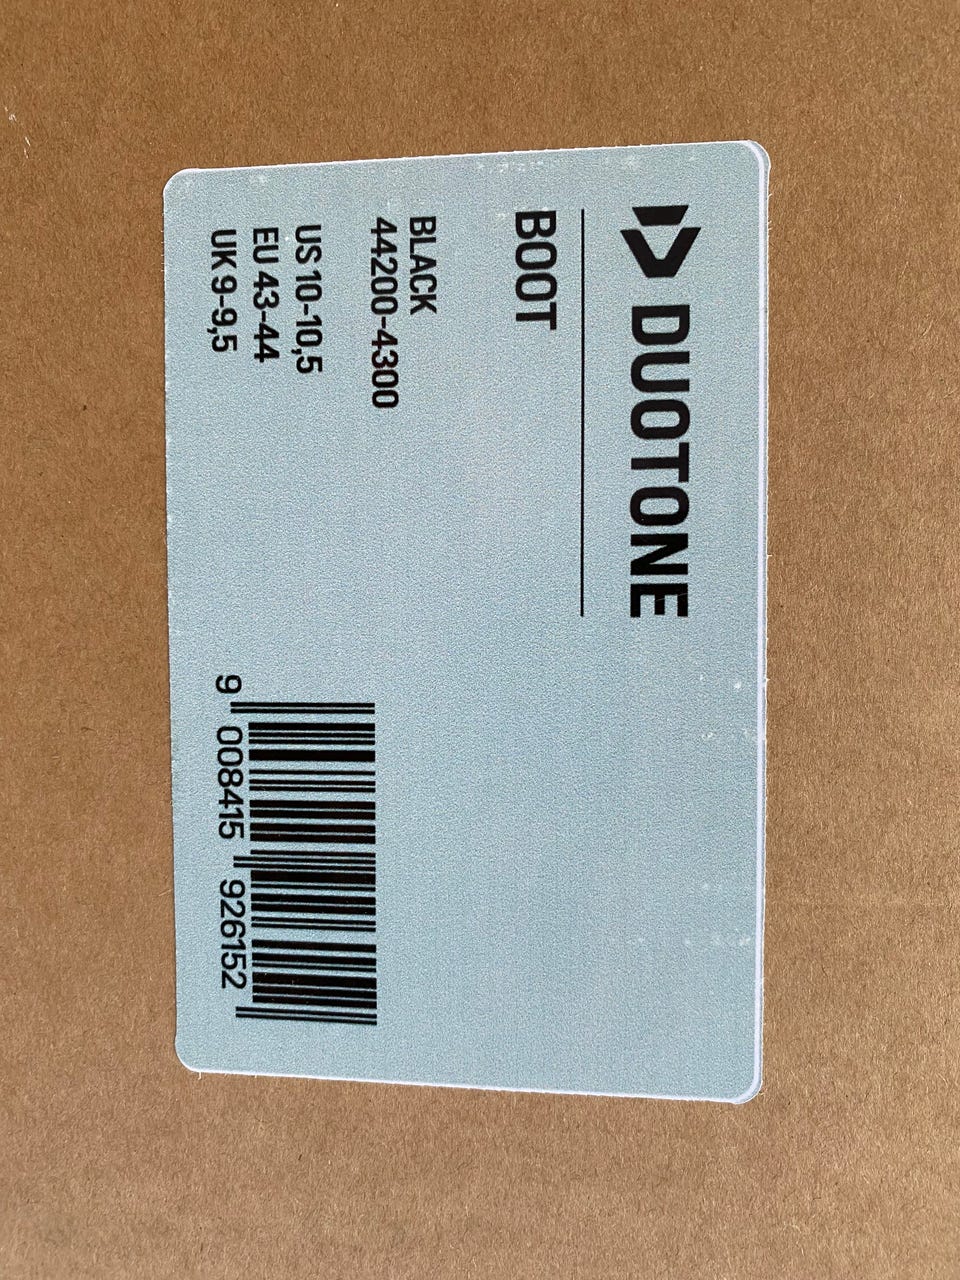 DUOTONE
BOOT
BLACK
44200-4300
US 10-10,5
EU 43-44
UK 9-9,5
9 008415 926152